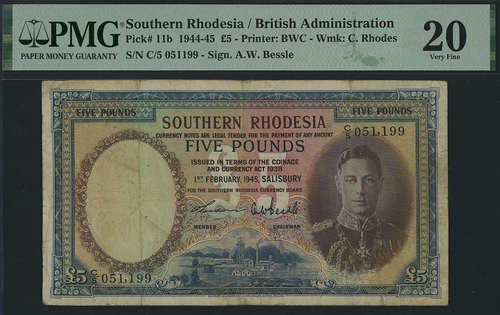 PMG
PAPER MONEY GUARANTY
Southern Rhodesia / British Administration
Pick# 11b 1944-45 £5 - Printer: BWC - Wmk: C. Rhodes
S/N C/5 051199 - Sign. A.W. Bessle
20
Very Fine
FIVE POUNDS
FIVE POUNDS
SOUTHERN RHODESIA
C/5 051,199
CURRENCY NOTES ARE LEGAL TENDER FOR THE PAYMENT OF ANY AMOUNT
FIVE POUNDS
ISSUED IN TERMS OF THE COINAGE
AND CURRENCY ACT 1938
1ST FEBRUARY, 1945, SALISBURY
FOR THE SOUTHERN RHODESIA CURRENCY BOARD
AWBessle
MEMBER CHAIRMAN
£5 C/5 051,199
£5